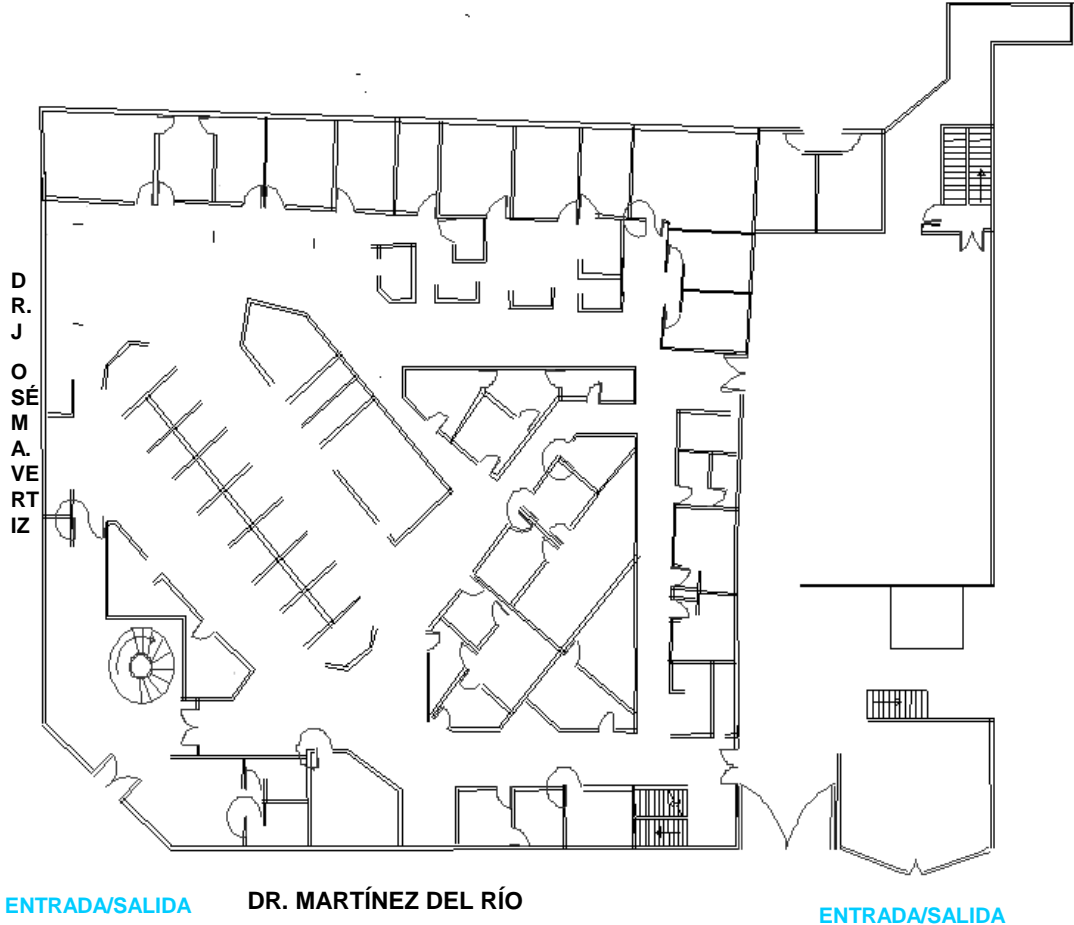 D
R.
J
O
SÉ
M
A.
VE
RT
IZ
ENTRADA/SALIDA
DR. MARTÍNEZ DEL RÍO
ENTRADA/SALIDA